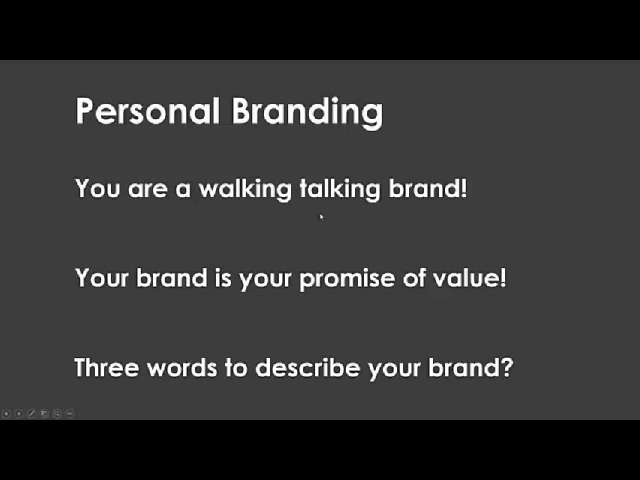 Personal Branding
You are a walking talking brand!
Your brand is your promise of value!
Three words to describe your brand?